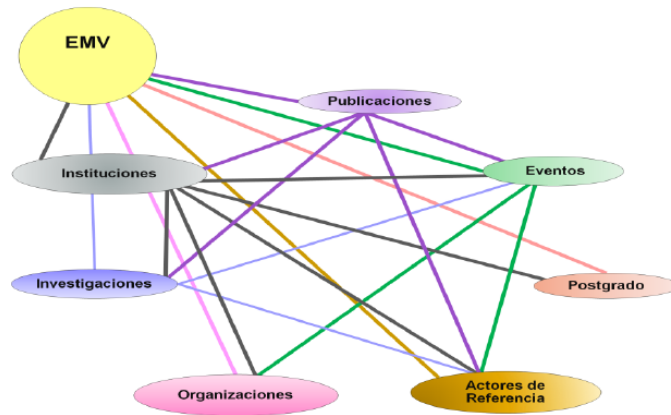 EMV
Publicaciones
Instituciones
Eventos
Investigaciones
Postgrado
Organizaciones
Actores de
Referencia